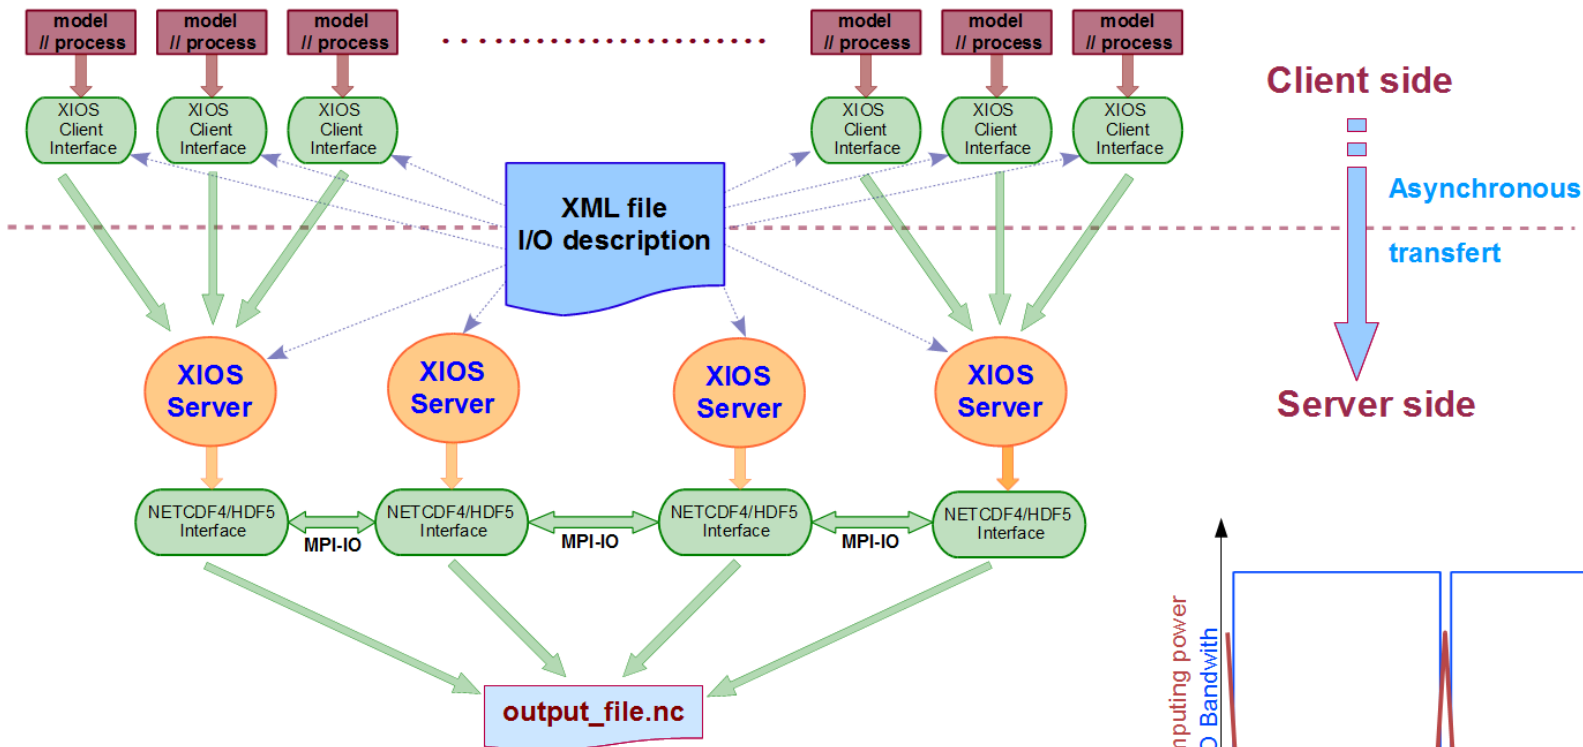 model
// process
model
// process
model
// process
model
// process
model
// process
model
// process
XIOS
Client
Interface
XIOS
Client
Interface
XIOS
Client
Interface
XIOS
Client
Interface
XIOS
Client
Interface
XIOS
Client
Interface
Client side
XML file
I/O description
Asynchronous
transfert
XIOS
Server
XIOS
Server
XIOS
Server
XIOS
Server
Server side
NETCDF4/HDF5
Interface
NETCDF4/HDF5
Interface
NETCDF4/HDF5
Interface
NETCDF4/HDF5
Interface
MPI-IO
MPI-IO
MPI-IO
output_file.nc
power
Bandwith